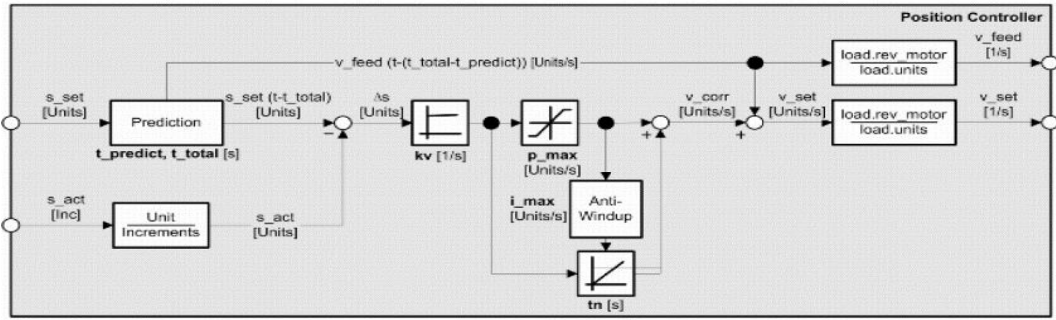 Position Controller
v_feed
[1/s]
v_feed (t-(t_total-t_predict)) [Units/s]
load.rev_motor
load.units
s_set
[Units]
Prediction
t_predict, t_total [s]
s_set (t-t_total)
[Units]
−
Δs
[Units]
kv [1/s]
p_max
[Units/s]
+
v_corr
[Units/s]
+
v_set
[Units/s]
load.rev_motor
load.units
v_set
[1/s]
s_act
[Inc]
Unit
Increments
s_act
[Units]
i_max
[Units/s]
Anti-
Windup
tn [s]